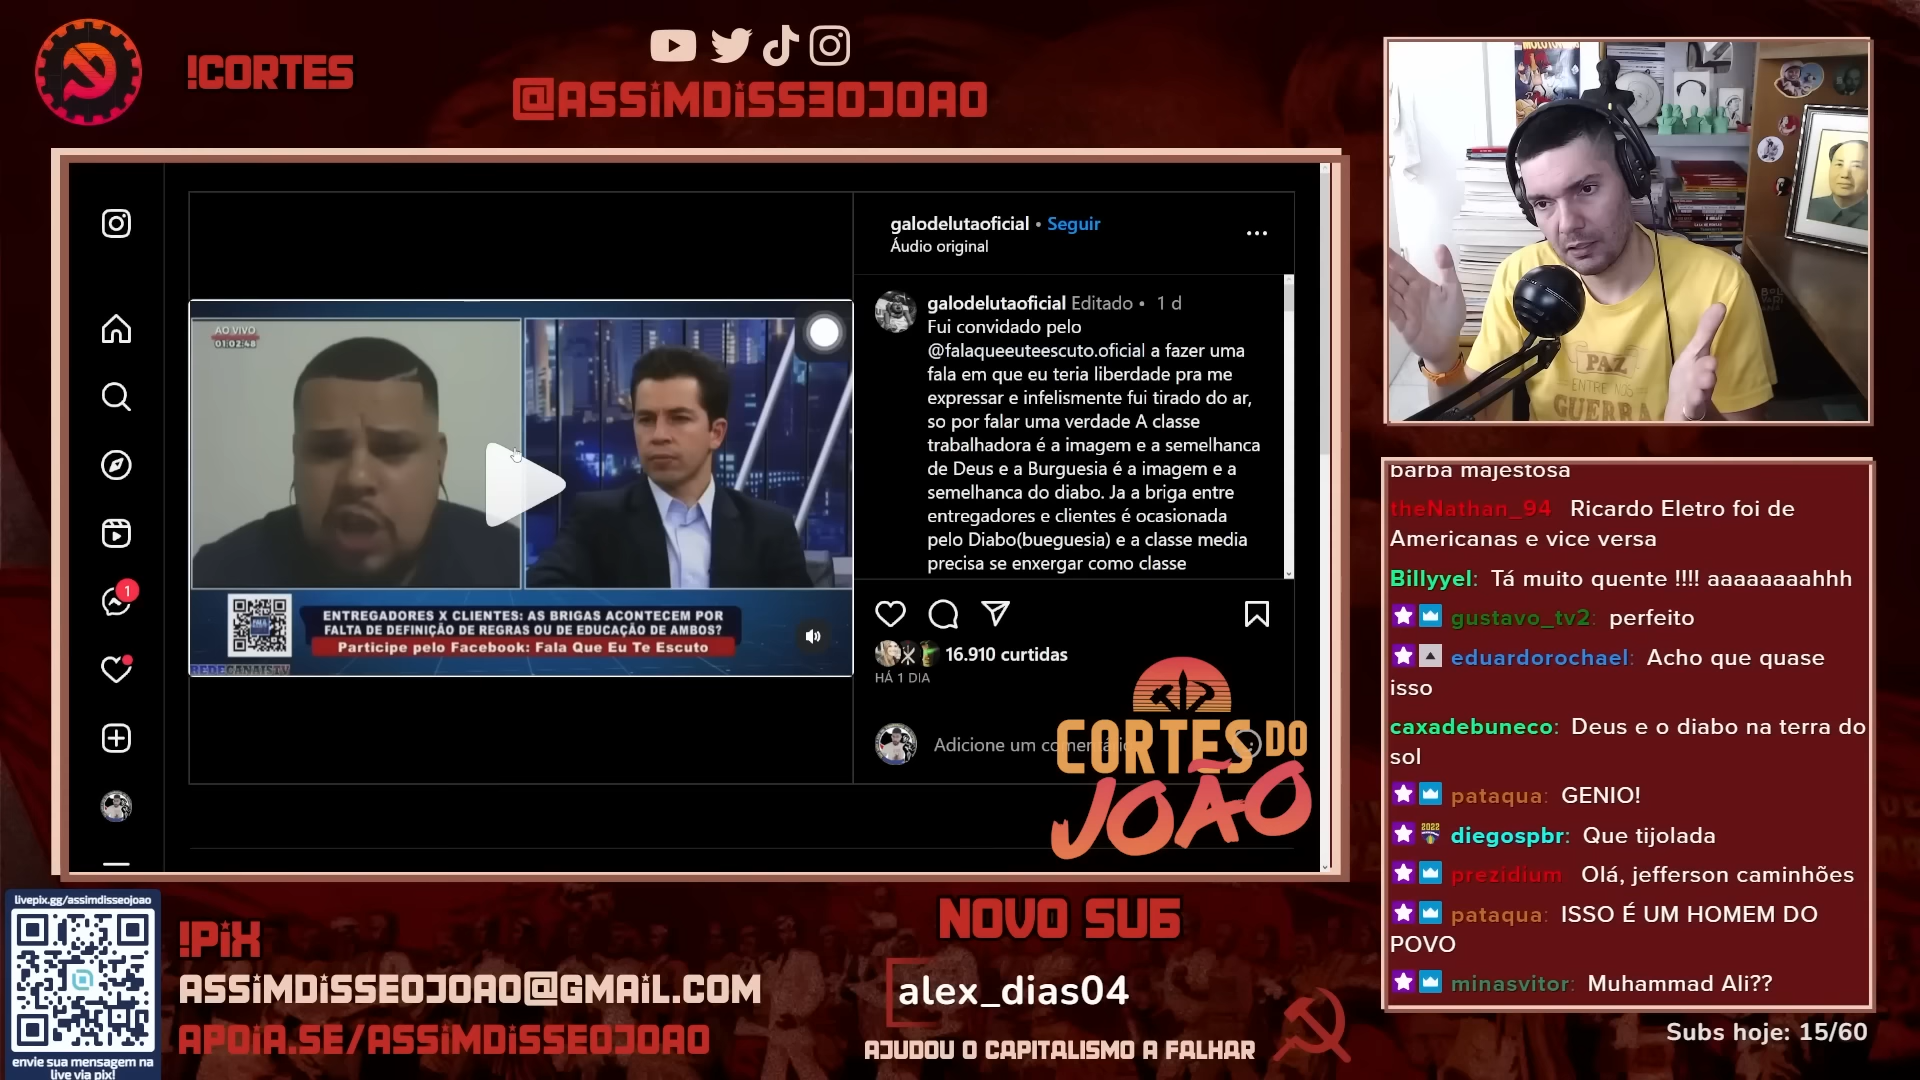 !CORTES
@ASSIMDISSEOJOAO
galodelutaoficial • Seguir
Áudio original
galodelutaoficial Editado • 1 d
Fui convidado pelo
@falaqueeuteescuto.oficial a fazer uma
fala em que eu teria liberdade pra me
expressar e infelismente fui tirado do ar,
so por falar uma verdade A classe
trabalhadora é a imagem e a semelhanca
de Deus e a Burguesia é a imagem e a
semelhanca do diabo. Ja a briga entre
entregadores e clientes é ocasionada
pelo Diabo(bueguesia) e a classe media
precisa se enxergar como classe
AO VIVO
01:02:48
ENTREGADORES X CLIENTES: AS BRIGAS ACONTECEM POR
FALTA DE DEFINIÇÃO DE REGRAS OU DE EDUCAÇÃO DE AMBOS?
Participe pelo Facebook: Fala Que Eu Te Escuto
REDECANAISTV
1
16.910 curtidas
HÁ 1 DIA
Adicione um comentário
CORTES DO
JOÃO
PAZ
ENTRE NÓS
GUERRA
barba majestosa
theNathan_94 Ricardo Eletro foi de
Americanas e vice versa
Billyyel: Tá muito quente !!!! aaaaaaaahhh
gustavo_tv2: perfeito
eduardorochael: Acho que quase
isso
caxadebuneco: Deus e o diabo na terra do
sol
pataqua: GENIO!
diegospbr: Que tijolada
prezidium Olá, jefferson caminhões
pataqua: ISSO É UM HOMEM DO
POVO
minasvitor: Muhammad Ali??
Subs hoje: 15/60
livepix.gg/assimdisseojoao
envie sua mensagem na
live via pix!
!PIX
ASSIMDISSEOJOAO@GMAIL.COM
APOIA.SE/ASSIMDISSEOJOAO
NOVO SUB
alex_dias04
AJUDOU O CAPITALISMO A FALHAR